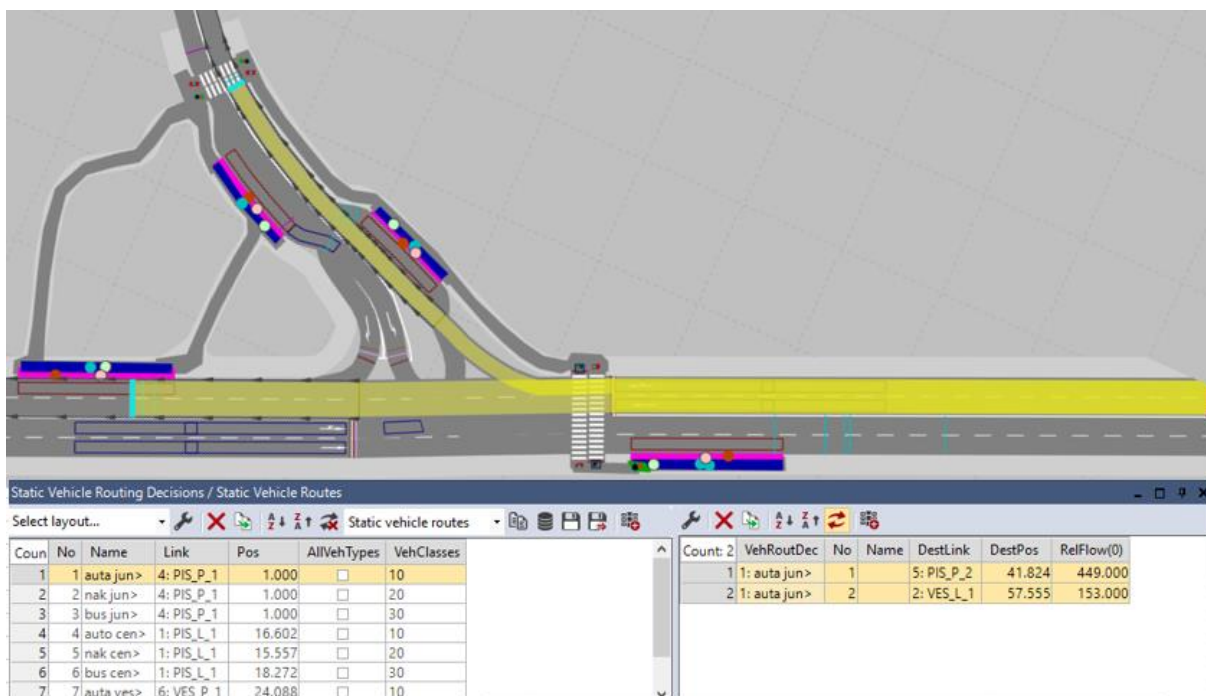 Static Vehicle Routing Decisions / Static Vehicle Routes
Select layout... Static vehicle routes
Coun No Name Link Pos AllVehTypes VehClasses
1 1 auta jun> 4: PIS_P_1 1.000 10
2 2 nak jun> 4: PIS_P_1 1.000 20
3 3 bus jun> 4: PIS_P_1 1.000 30
4 4 auto cen> 1: PIS_L_1 16.602 10
5 5 nak cen> 1: PIS_L_1 15.557 20
6 6 bus cen> 1: PIS_L_1 18.272 30
7 7 auta ves> 6: VES_P_1 24.088 10
Count: 2 VehRoutDec No Name DestLink DestPos RelFlow(0)
1 1: auta jun> 1 5: PIS_P_2 41.824 449.000
2 1: auta jun> 2 2: VES_L_1 57.555 153.000